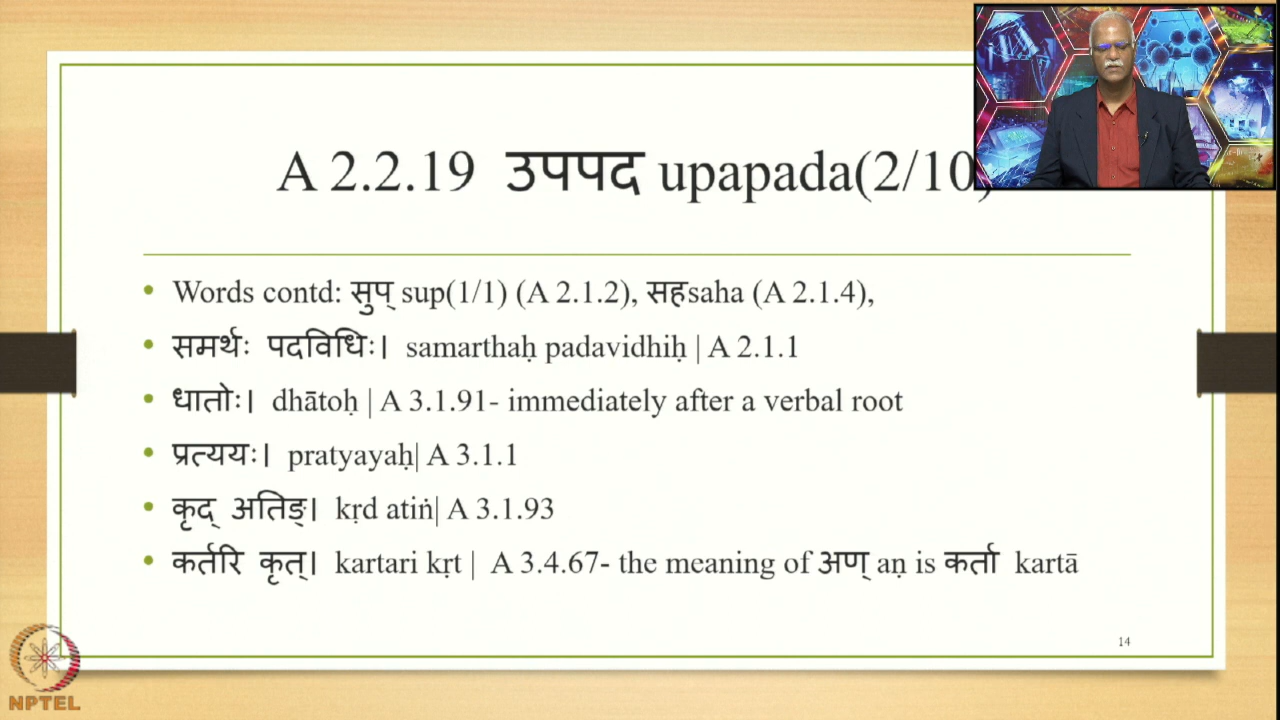 A 2.2.19 उपपद upapada(2/10)
• Words contd: सुप् sup(1/1) (A 2.1.2), सहsaha (A 2.1.4),
• समर्थः पदविधिः। samarthaḥ padavidhiḥ | A 2.1.1
• धातोः। dhātoḥ | A 3.1.91- immediately after a verbal root
• प्रत्ययः। pratyayaḥ| A 3.1.1
• कृद् अतिङ्। kṛd atiṅ| A 3.1.93
• कर्तरि कृत्। kartari kṛt | A 3.4.67- the meaning of अण् aṇ is कर्ता kartā
14
NPTEL